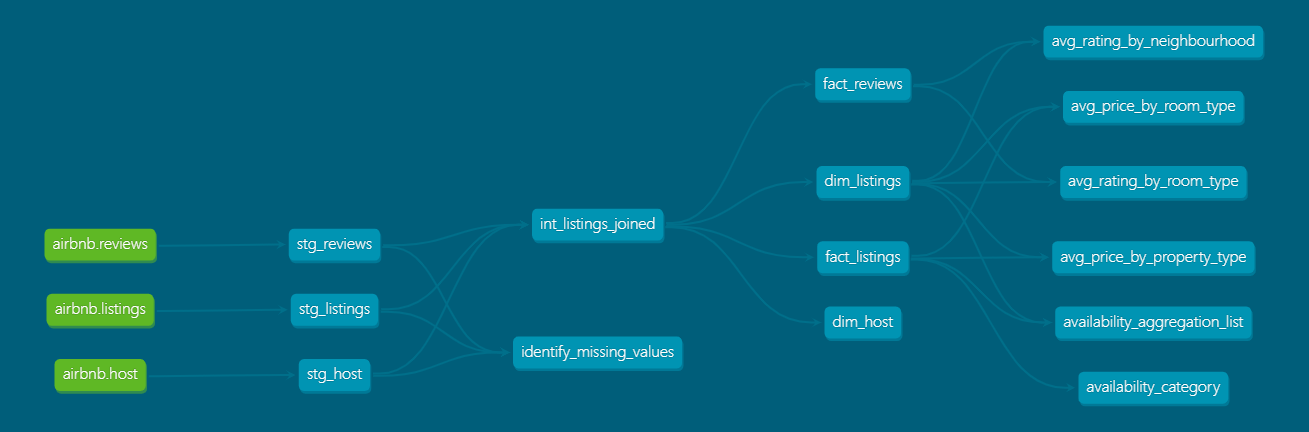 airbnb.reviews
airbnb.listings
airbnb.host
stg_reviews
stg_listings
stg_host
int_listings_joined
identify_missing_values
fact_reviews
dim_listings
fact_listings
dim_host
avg_rating_by_neighbourhood
avg_price_by_room_type
avg_rating_by_room_type
avg_price_by_property_type
availability_aggregation_list
availability_category